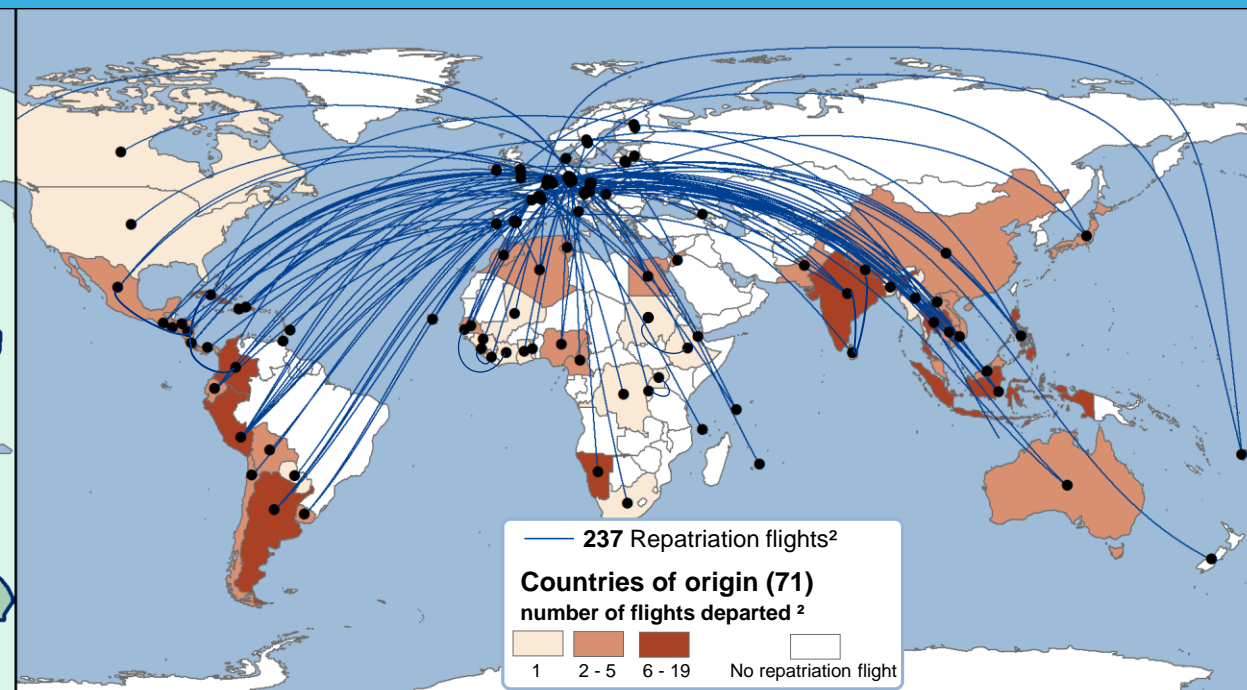 237 Repatriation flights²
Countries of origin (71)
number of flights departed ²
1 2 - 5 6 - 19 No repatriation flight